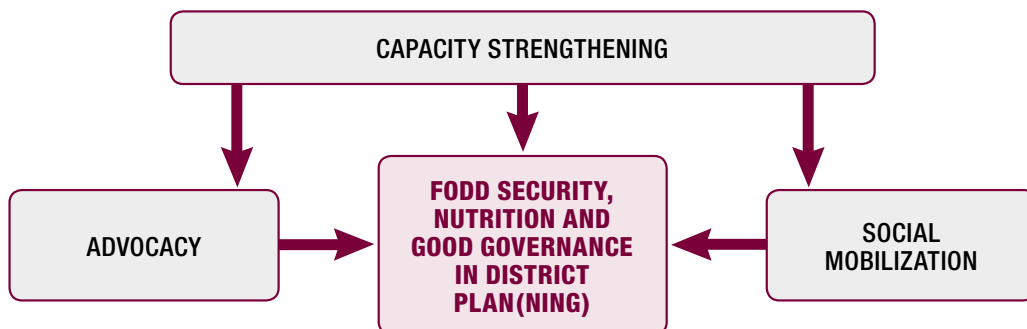 CAPACITY STRENGTHENING
FODD SECURITY,
NUTRITION AND
GOOD GOVERNANCE
IN DISTRICT
PLAN(NING)
ADVOCACY
SOCIAL
MOBILIZATION